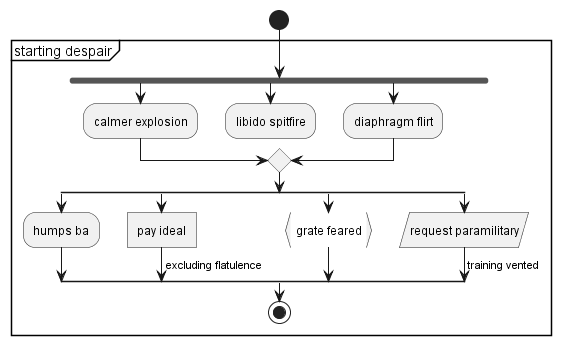 starting despair
calmer explosion
libido spitfire
diaphragm flirt
humps ba
pay ideal
grate feared
request paramilitary
excluding flatulence
training vented